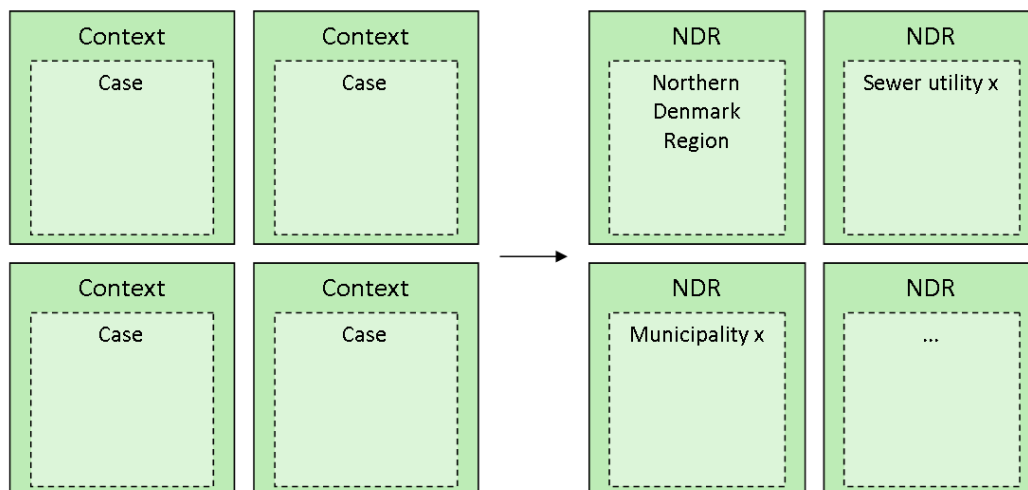 Context
Case
Context
Case
NDR
Northern
Denmark
Region
NDR
Sewer utility x
Context
Case
Context
Case
NDR
Municipality x
NDR
...